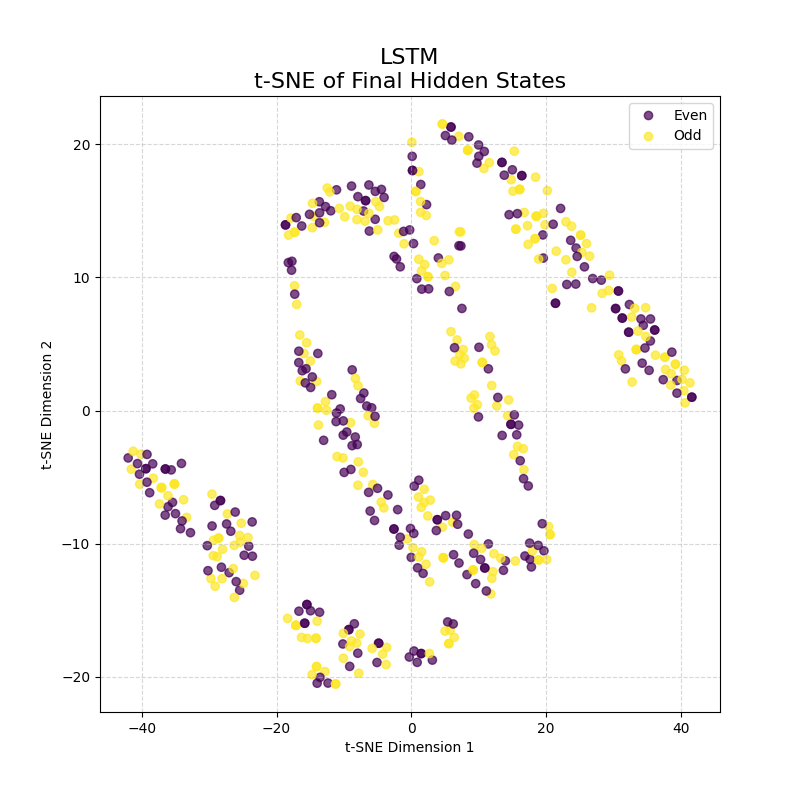 LSTM
t-SNE of Final Hidden States
Even
Odd
20
10
0
−10
−20
t-SNE Dimension 2
−40
−20
0
20
40
t-SNE Dimension 1